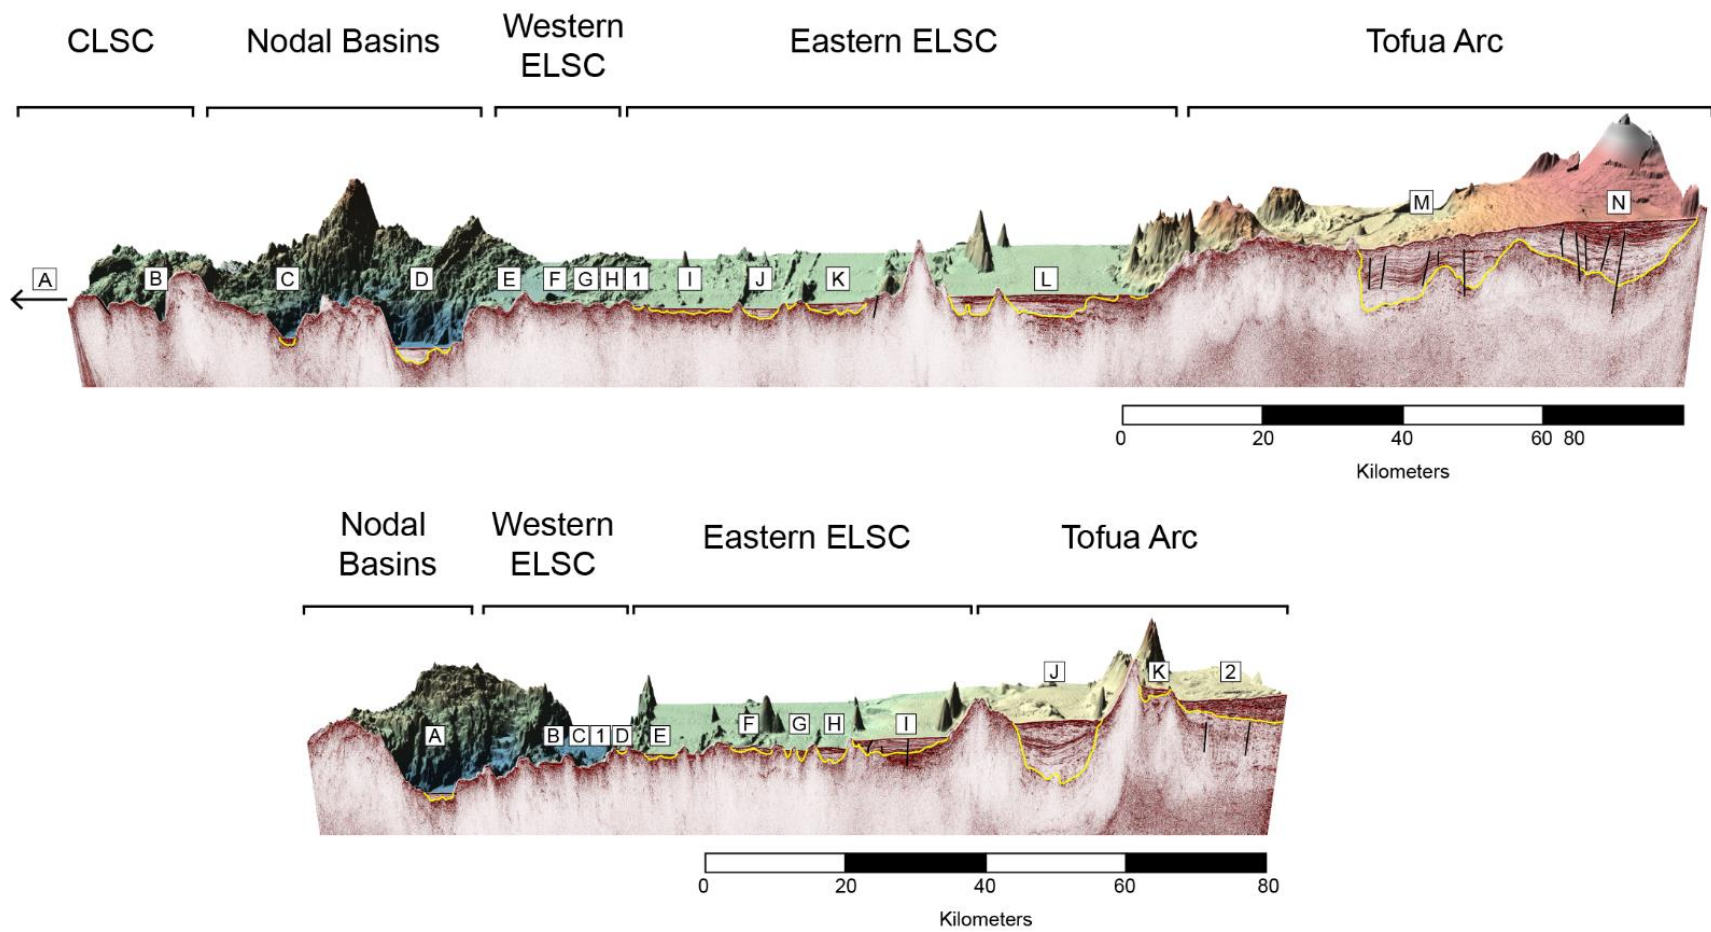 CLSC
Nodal Basins
Western
ELSC
Eastern ELSC
Tofua Arc
A
B
C
D
E
F
G
H
1
I
J
K
L
M
N
0
20
40
60
80
Kilometers
Nodal
Basins
Western
ELSC
Eastern ELSC
Tofua Arc
A
B
C
1
D
E
F
G
H
I
J
K
2
0
20
40
60
80
Kilometers